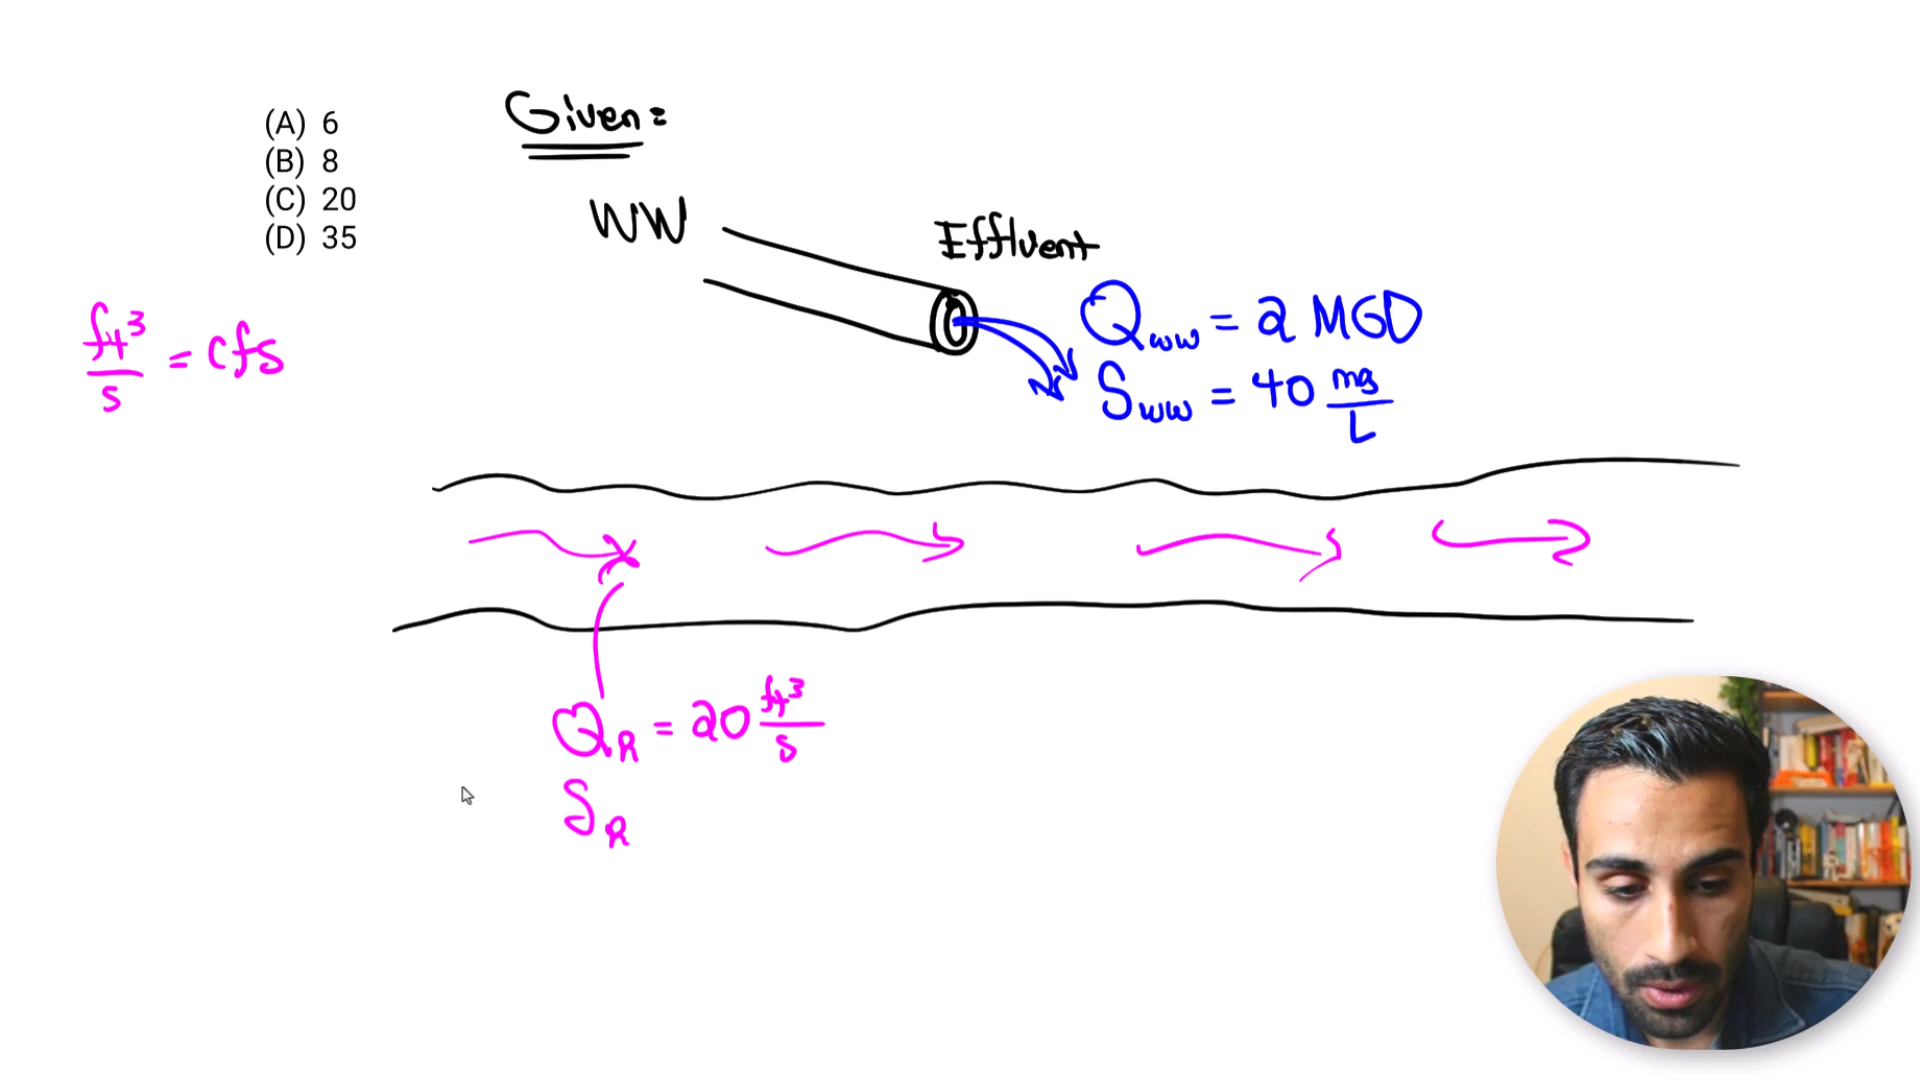 (A) 6
(B) 8
(C) 20
(D) 35
Given:
WW
Effluent
Qww = 2 MGD
Sww = 40 mg/L
ft³/s = cfs
QR = 20 ft³/s
SR